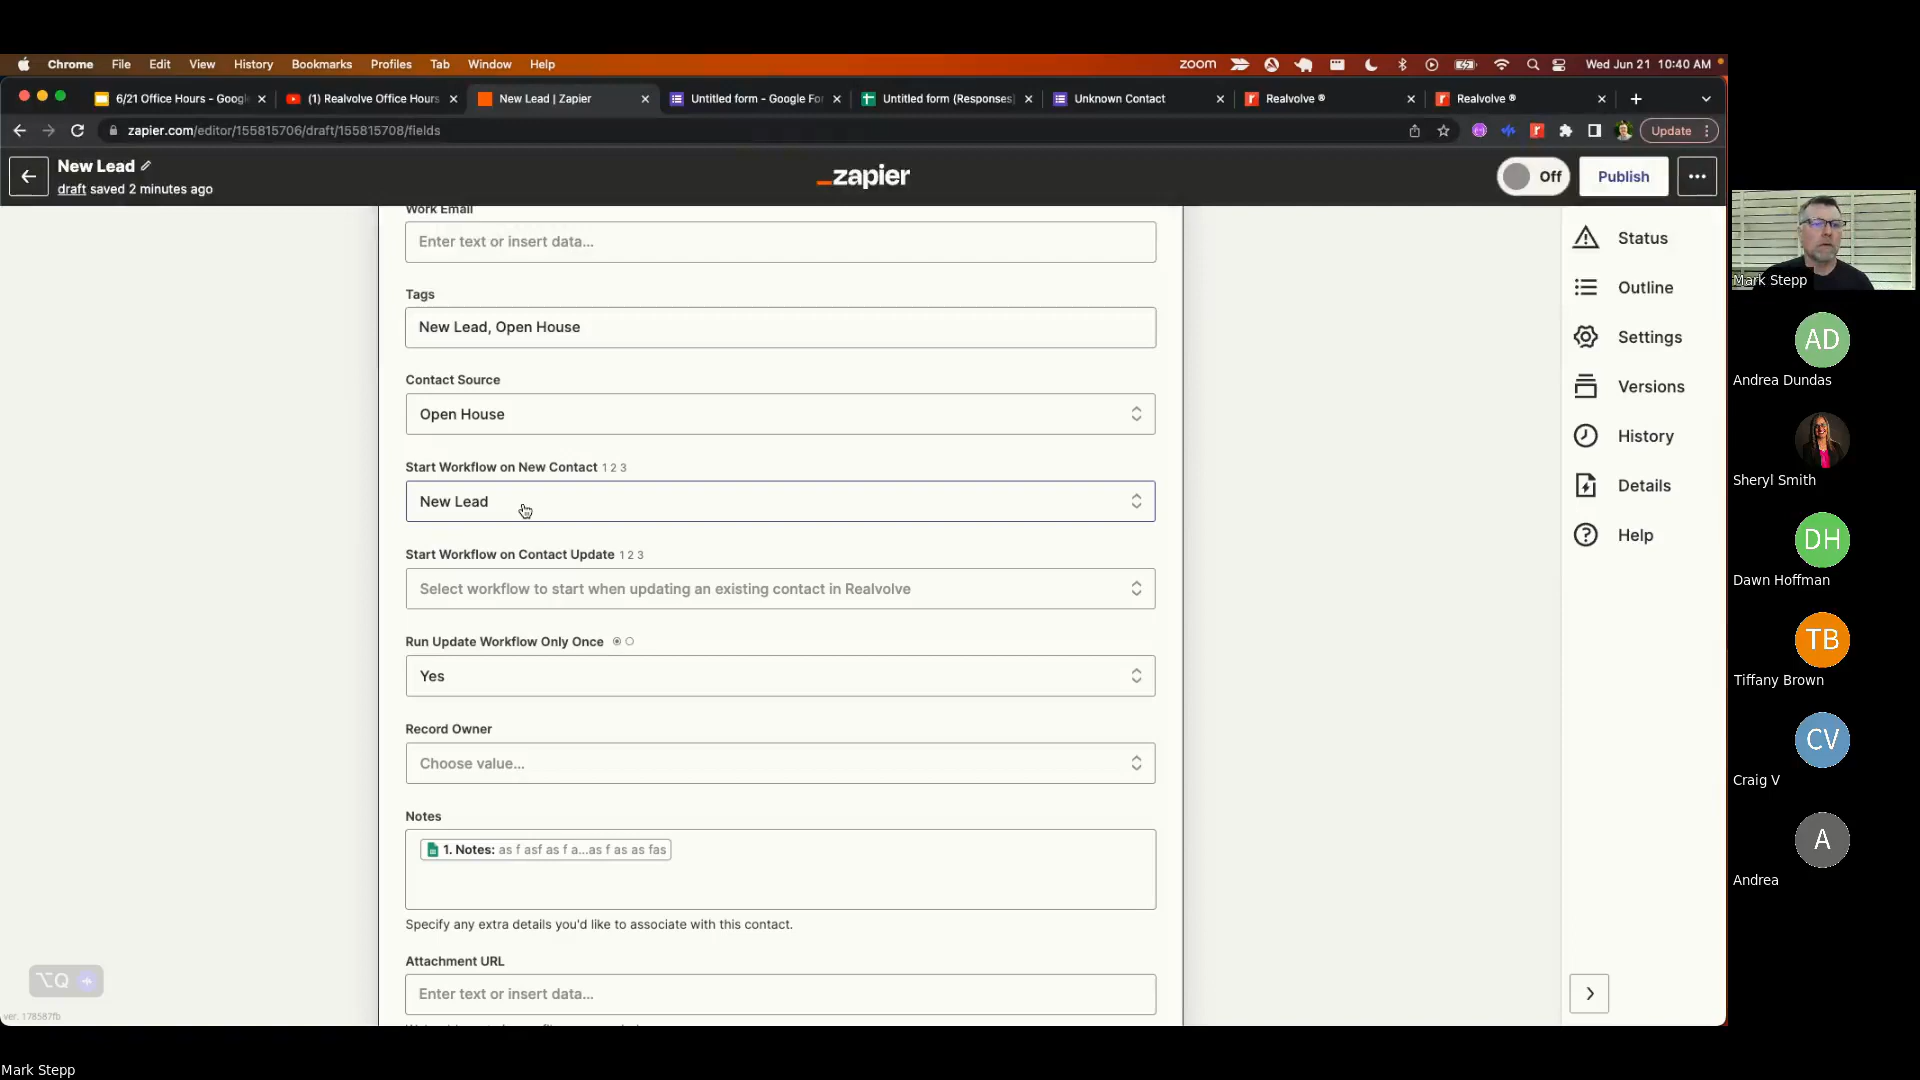 Chrome File Edit View History Bookmarks Profiles Tab Window Help
zoom
Wed Jun 21 10:40 AM
6/21 Office Hours - Googl
(1) Realvolve Office Hours
New Lead | Zapier
Untitled form - Google For
Untitled form (Responses)
Unknown Contact
Realvolve ®
Realvolve ®
zapier.com/editor/155815706/draft/155815708/fields
Update
New Lead
draft saved 2 minutes ago
zapier
Off
Publish
Work Email
Enter text or insert data...
Tags
New Lead, Open House
Contact Source
Open House
Start Workflow on New Contact 1 2 3
New Lead
Start Workflow on Contact Update 1 2 3
Select workflow to start when updating an existing contact in Realvolve
Run Update Workflow Only Once
Yes
Record Owner
Choose value...
Notes
1. Notes: as f asf as f a...as f as as fas
Specify any extra details you'd like to associate with this contact.
Attachment URL
Enter text or insert data...
Status
Outline
Settings
Versions
History
Details
Help
⌥Q
ver. 178587fb
Mark Stepp
AD
Andrea Dundas
Sheryl Smith
DH
Dawn Hoffman
TB
Tiffany Brown
CV
Craig V
A
Andrea
Mark Stepp